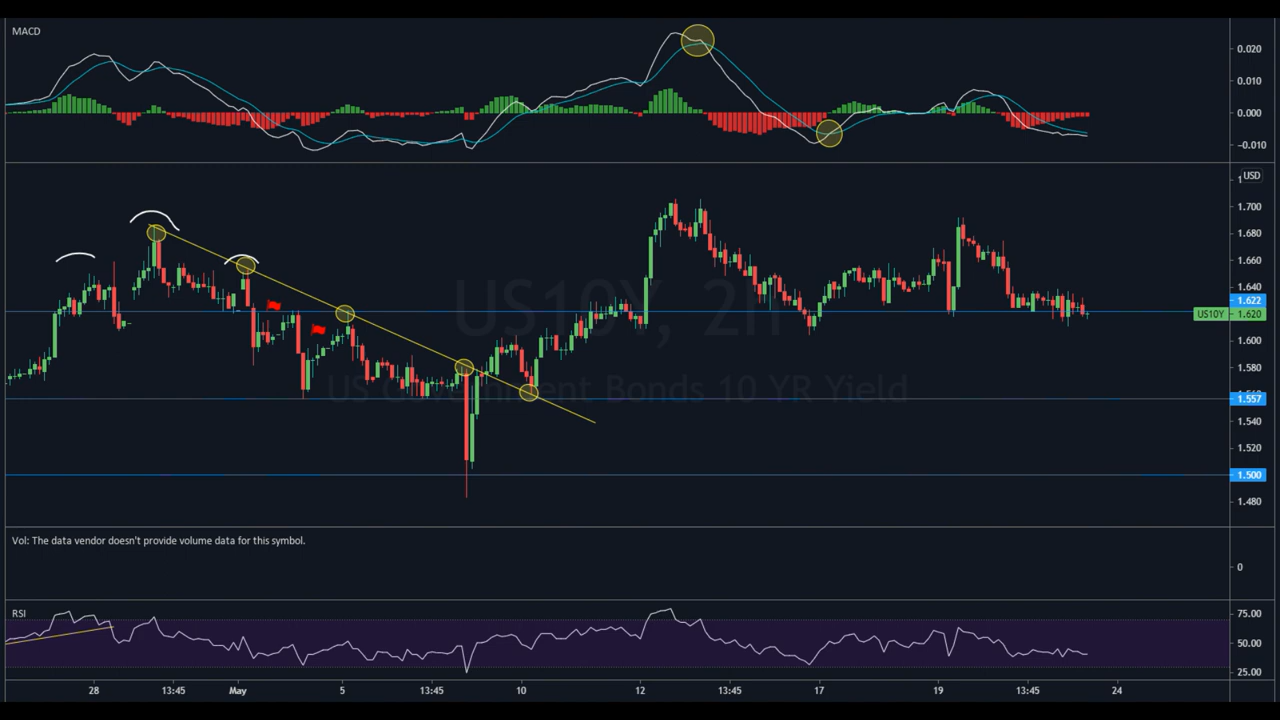 MACD
0.020
0.010
0.000
-0.010
USD
1.700
1.680
1.660
1.640
1.622
US10Y 1.620
1.600
1.580
1.557
1.540
1.520
1.500
1.480
US10Y, 2h
US Government Bonds 10 YR Yield
Vol: The data vendor doesn't provide volume data for this symbol.
0
RSI
75.00
50.00
25.00
28 13:45 May 5 13:45 10 12 13:45 17 19 13:45 24